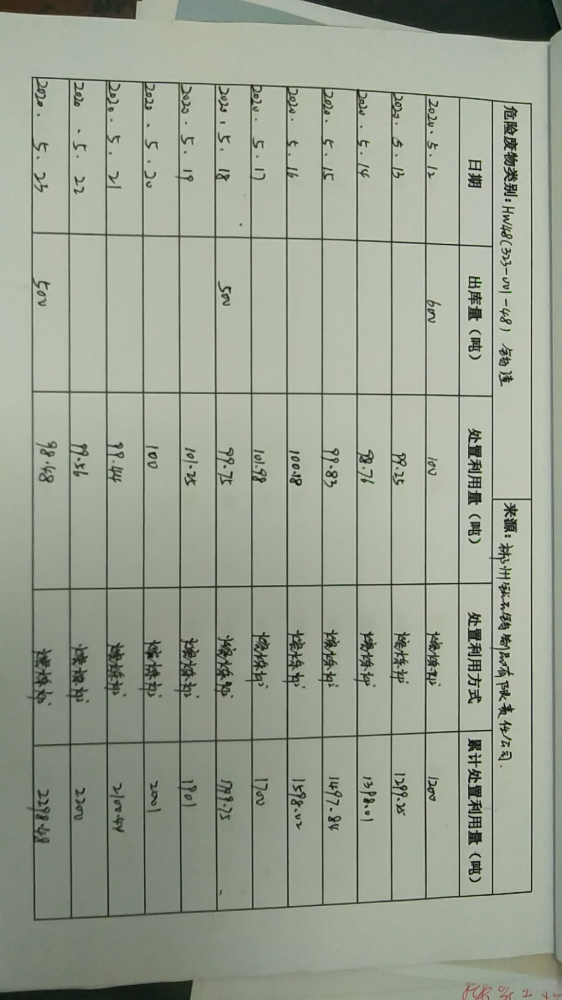 危险废物类别：HW48(323-001-48) 钨渣 来源：郴州钻石钨制品有限责任公司.
日期 出库量（吨） 处置利用量（吨） 处置利用方式 累计处置利用量（吨）
2020.5.12 600 100 熔炼炉 1200
2020.5.13 99.25 熔炼炉 1299.25
2020.5.14 98.76 熔炼炉 1398.01
2020.5.15 99.83 熔炼炉 1497.84
2020.5.16 100.18 熔炼炉 1598.02
2020.5.17 101.98 熔炼炉 1700
2020.5.18 500 99.75 熔炼炉 1799.75
2020.5.19 101.25 熔炼炉 1901
2020.5.20 100 熔炼炉 2001
2020.5.21 99.44 熔炼炉 2100.44
2020.5.22 99.56 熔炼炉 2200
2020.5.23 500 98.48 熔炼炉 2298.48